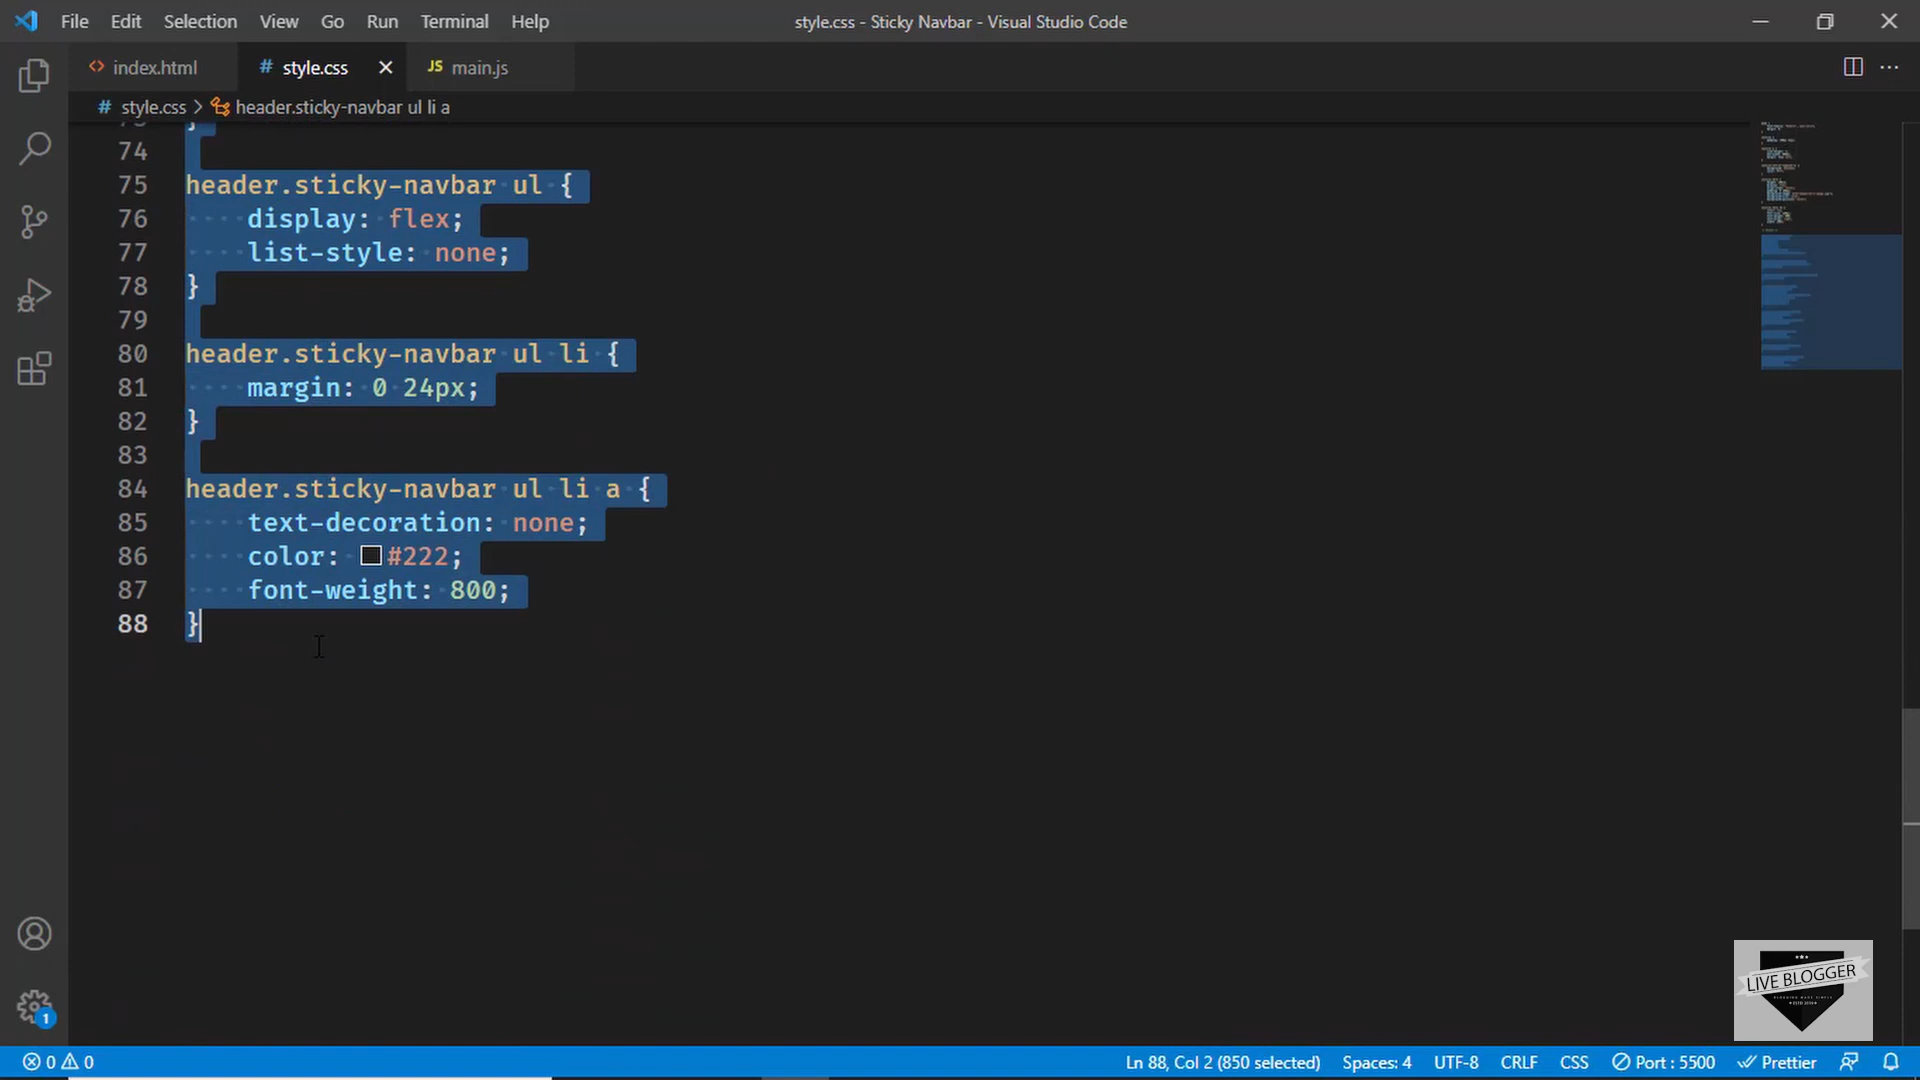 File Edit Selection View Go Run Terminal Help
style.css - Sticky Navbar - Visual Studio Code
<> index.html
# style.css ×
JS main.js
# style.css > header.sticky-navbar ul li a
74
75 header.sticky-navbar ul {
76 display: flex;
77 list-style: none;
78 }
79
80 header.sticky-navbar ul li {
81 margin: 0 24px;
82 }
83
84 header.sticky-navbar ul li a {
85 text-decoration: none;
86 color: #222;
87 font-weight: 800;
88 }
LIVE BLOGGER
1
0 0
Ln 88, Col 2 (850 selected) Spaces: 4 UTF-8 CRLF CSS Port : 5500 Prettier